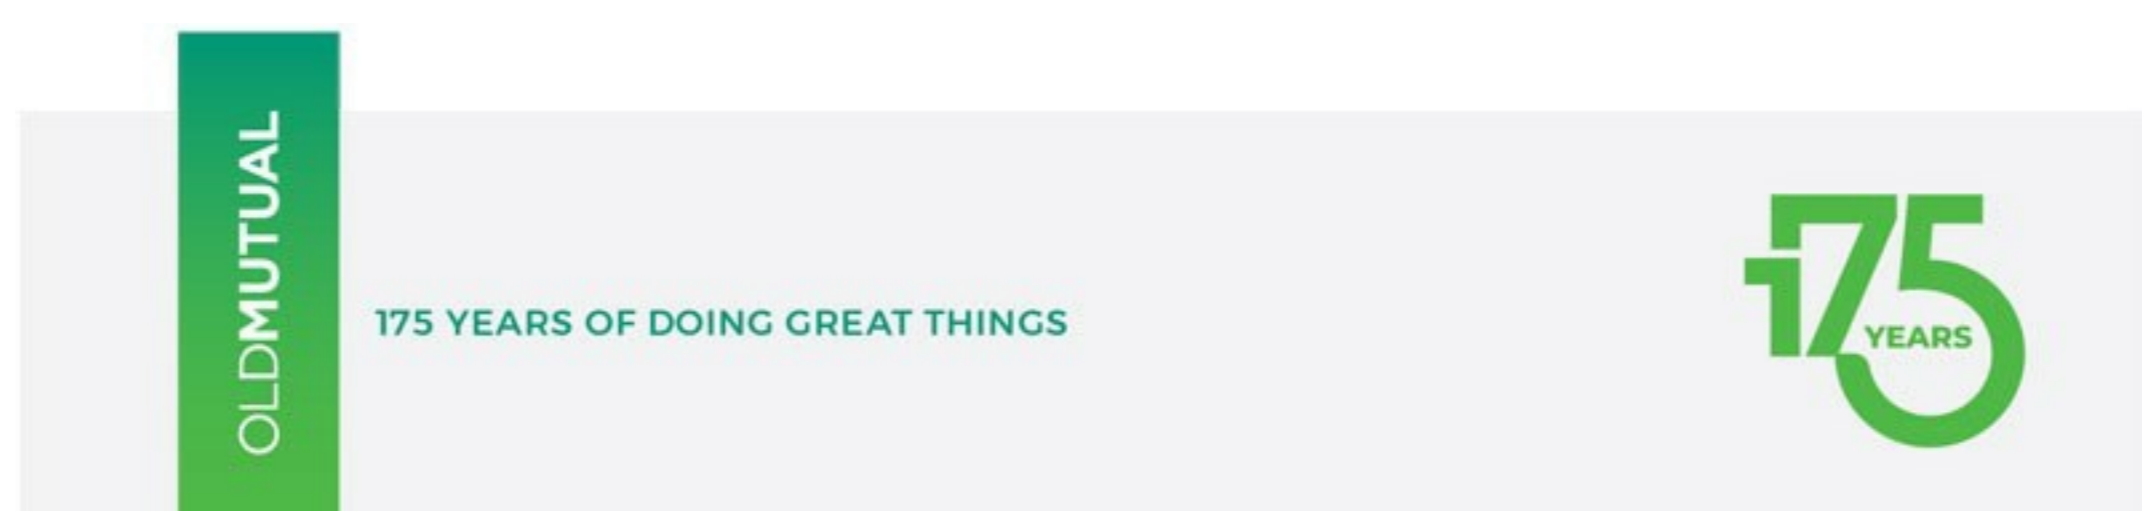 OLDMUTUAL
175 YEARS OF DOING GREAT THINGS
175
YEARS